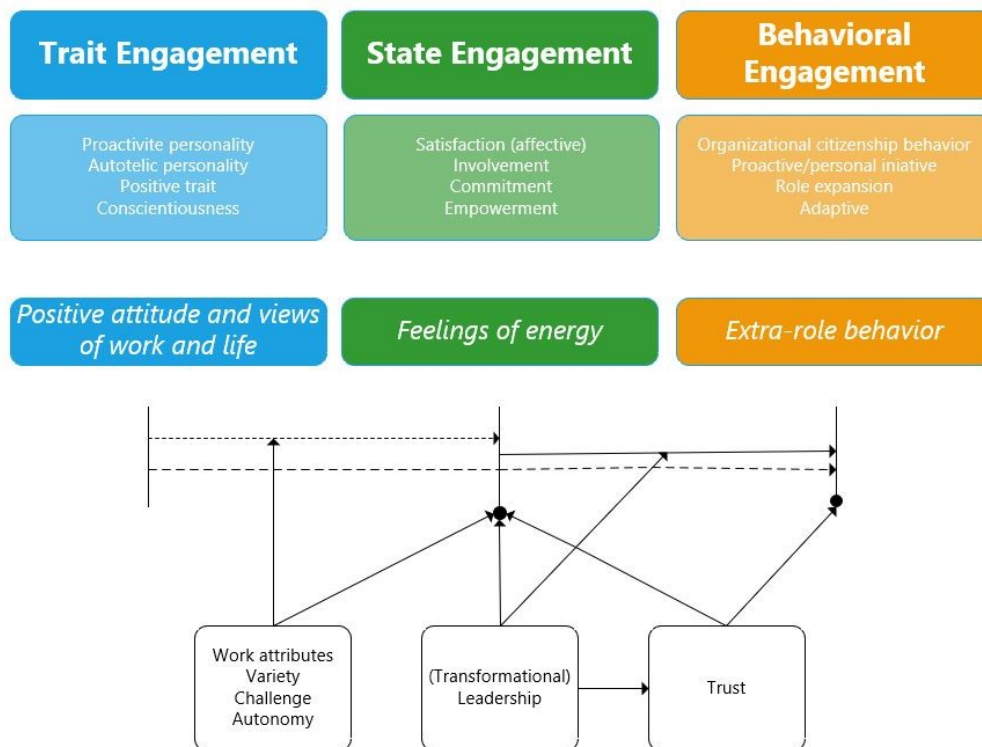 Trait Engagement
State Engagement
Behavioral
Engagement
Proactivite personality
Autotelic personality
Positive trait
Conscientiousness
Satisfaction (affective)
Involvement
Commitment
Empowerment
Organizational citizenship behavior
Proactive/personal iniative
Role expansion
Adaptive
Positive attitude and views
of work and life
Feelings of energy
Extra-role behavior
Work attributes
Variety
Challenge
Autonomy
(Transformational)
Leadership
Trust